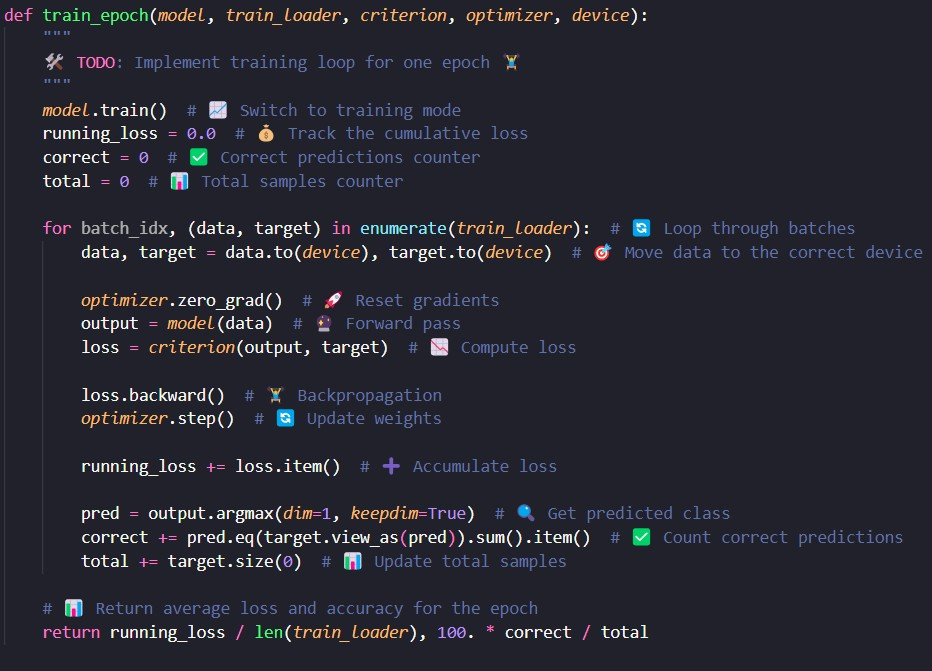 def train_epoch(model, train_loader, criterion, optimizer, device):
"""
🛠️ TODO: Implement training loop for one epoch 🏋️
"""
model.train()  # 📈 Switch to training mode
running_loss = 0.0  # 💰 Track the cumulative loss
correct = 0  # ✅ Correct predictions counter
total = 0  # 📊 Total samples counter
for batch_idx, (data, target) in enumerate(train_loader):  # 🔄 Loop through batches
data, target = data.to(device), target.to(device)  # 🎯 Move data to the correct device
optimizer.zero_grad()  # 🚀 Reset gradients
output = model(data)  # 🔮 Forward pass
loss = criterion(output, target)  # 📉 Compute loss
loss.backward()  # 🏋️ Backpropagation
optimizer.step()  # 🔄 Update weights
running_loss += loss.item()  # ➕ Accumulate loss
pred = output.argmax(dim=1, keepdim=True)  # 🔍 Get predicted class
correct += pred.eq(target.view_as(pred)).sum().item()  # ✅ Count correct predictions
total += target.size(0)  # 📊 Update total samples
# 📊 Return average loss and accuracy for the epoch
return running_loss / len(train_loader), 100. * correct / total